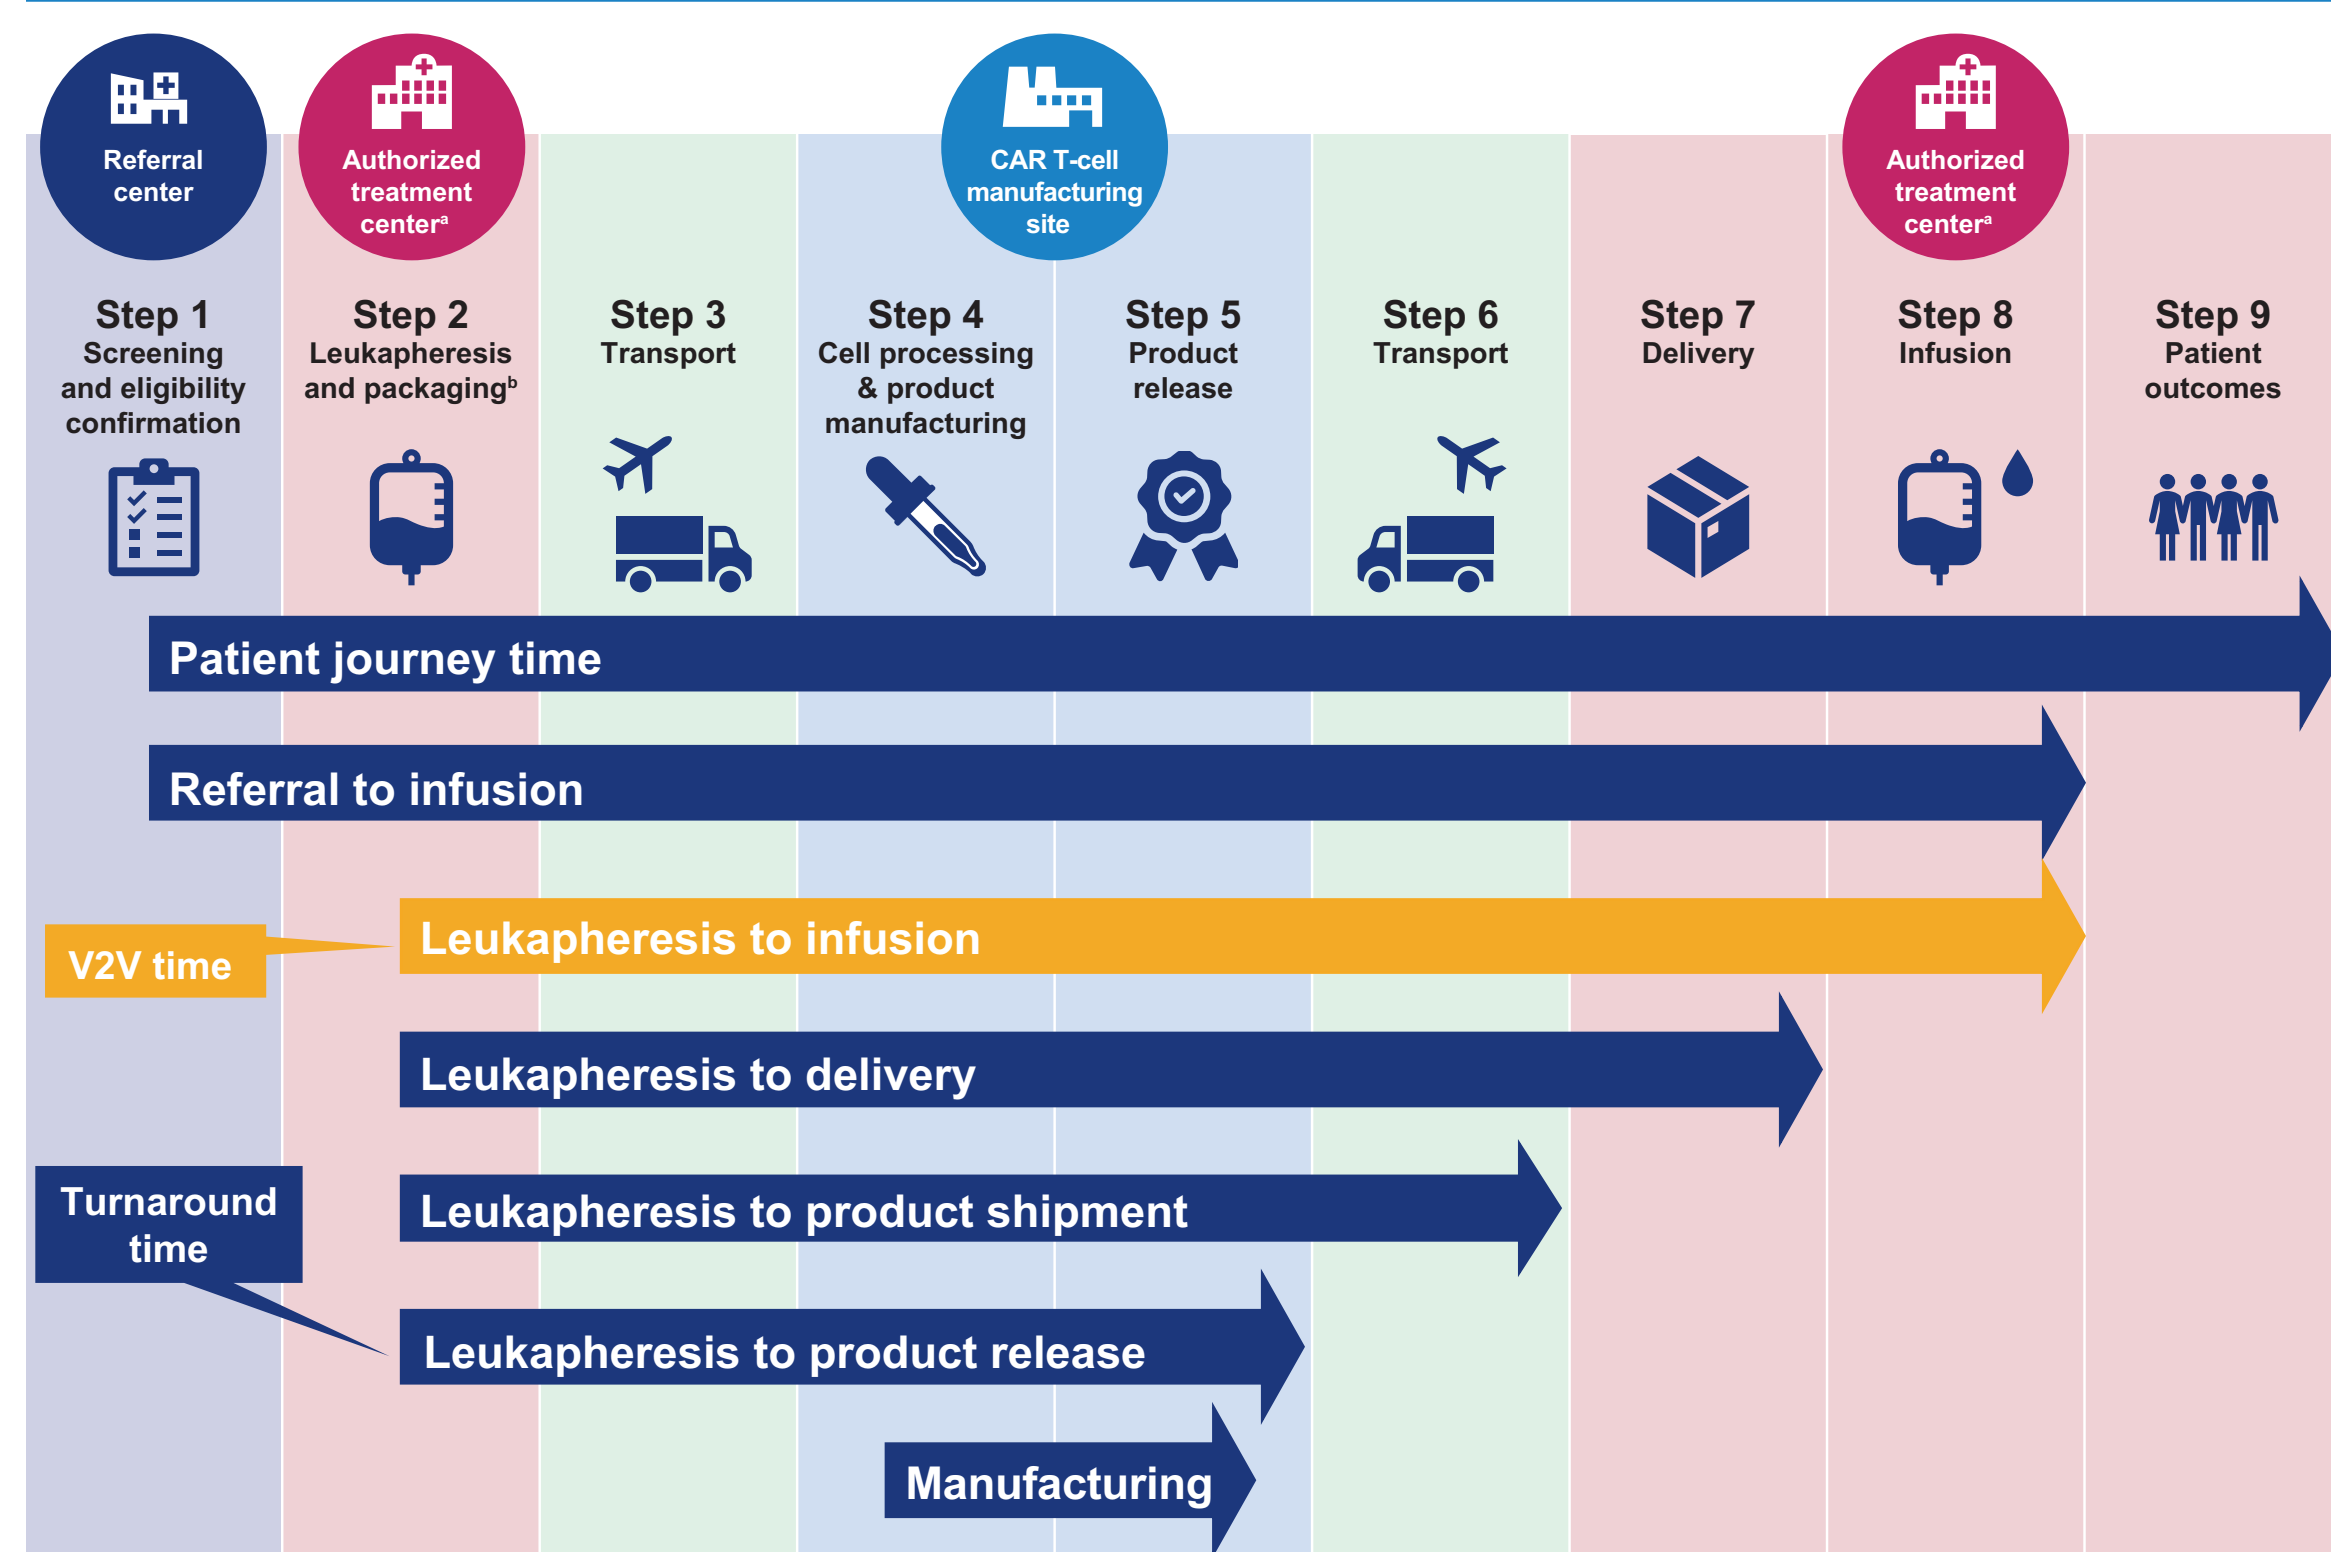 Referral
center
Authorized
treatment
centerᵃ
CAR T-cell
manufacturing
site
Authorized
treatment
centerᵃ
Step 1
Screening
and eligibility
confirmation
Step 2
Leukapheresis
and packagingᵇ
Step 3
Transport
Step 4
Cell processing
& product
manufacturing
Step 5
Product
release
Step 6
Transport
Step 7
Delivery
Step 8
Infusion
Step 9
Patient
outcomes
Patient journey time
Referral to infusion
V2V time
Leukapheresis to infusion
Leukapheresis to delivery
Turnaround
time
Leukapheresis to product shipment
Leukapheresis to product release
Manufacturing